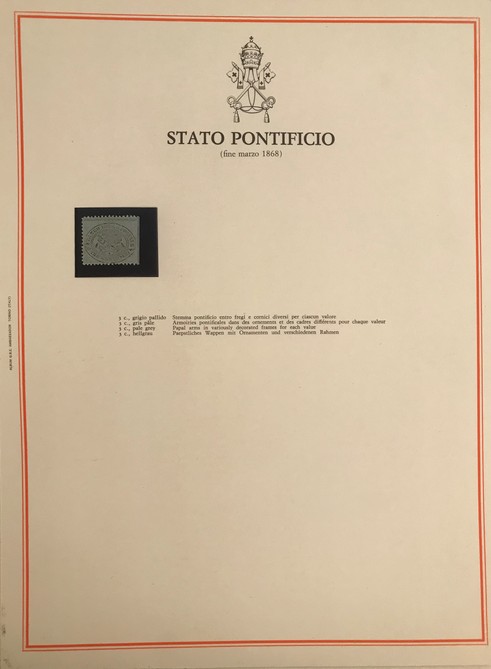 STATO PONTIFICIO
(fine marzo 1868)
3 c., grigio pallido Stemma pontificio entro fregi e cornici diversi per ciascun valore
3 c., gris pâle Armoiries pontificales dans des ornements et des cadres différents pour chaque valeur
3 c., pale grey Papal arms in variously decorated frames for each value
3 c., hellgrau Paepstliches Wappen mit Ornamenten und verschiedenen Rahmen